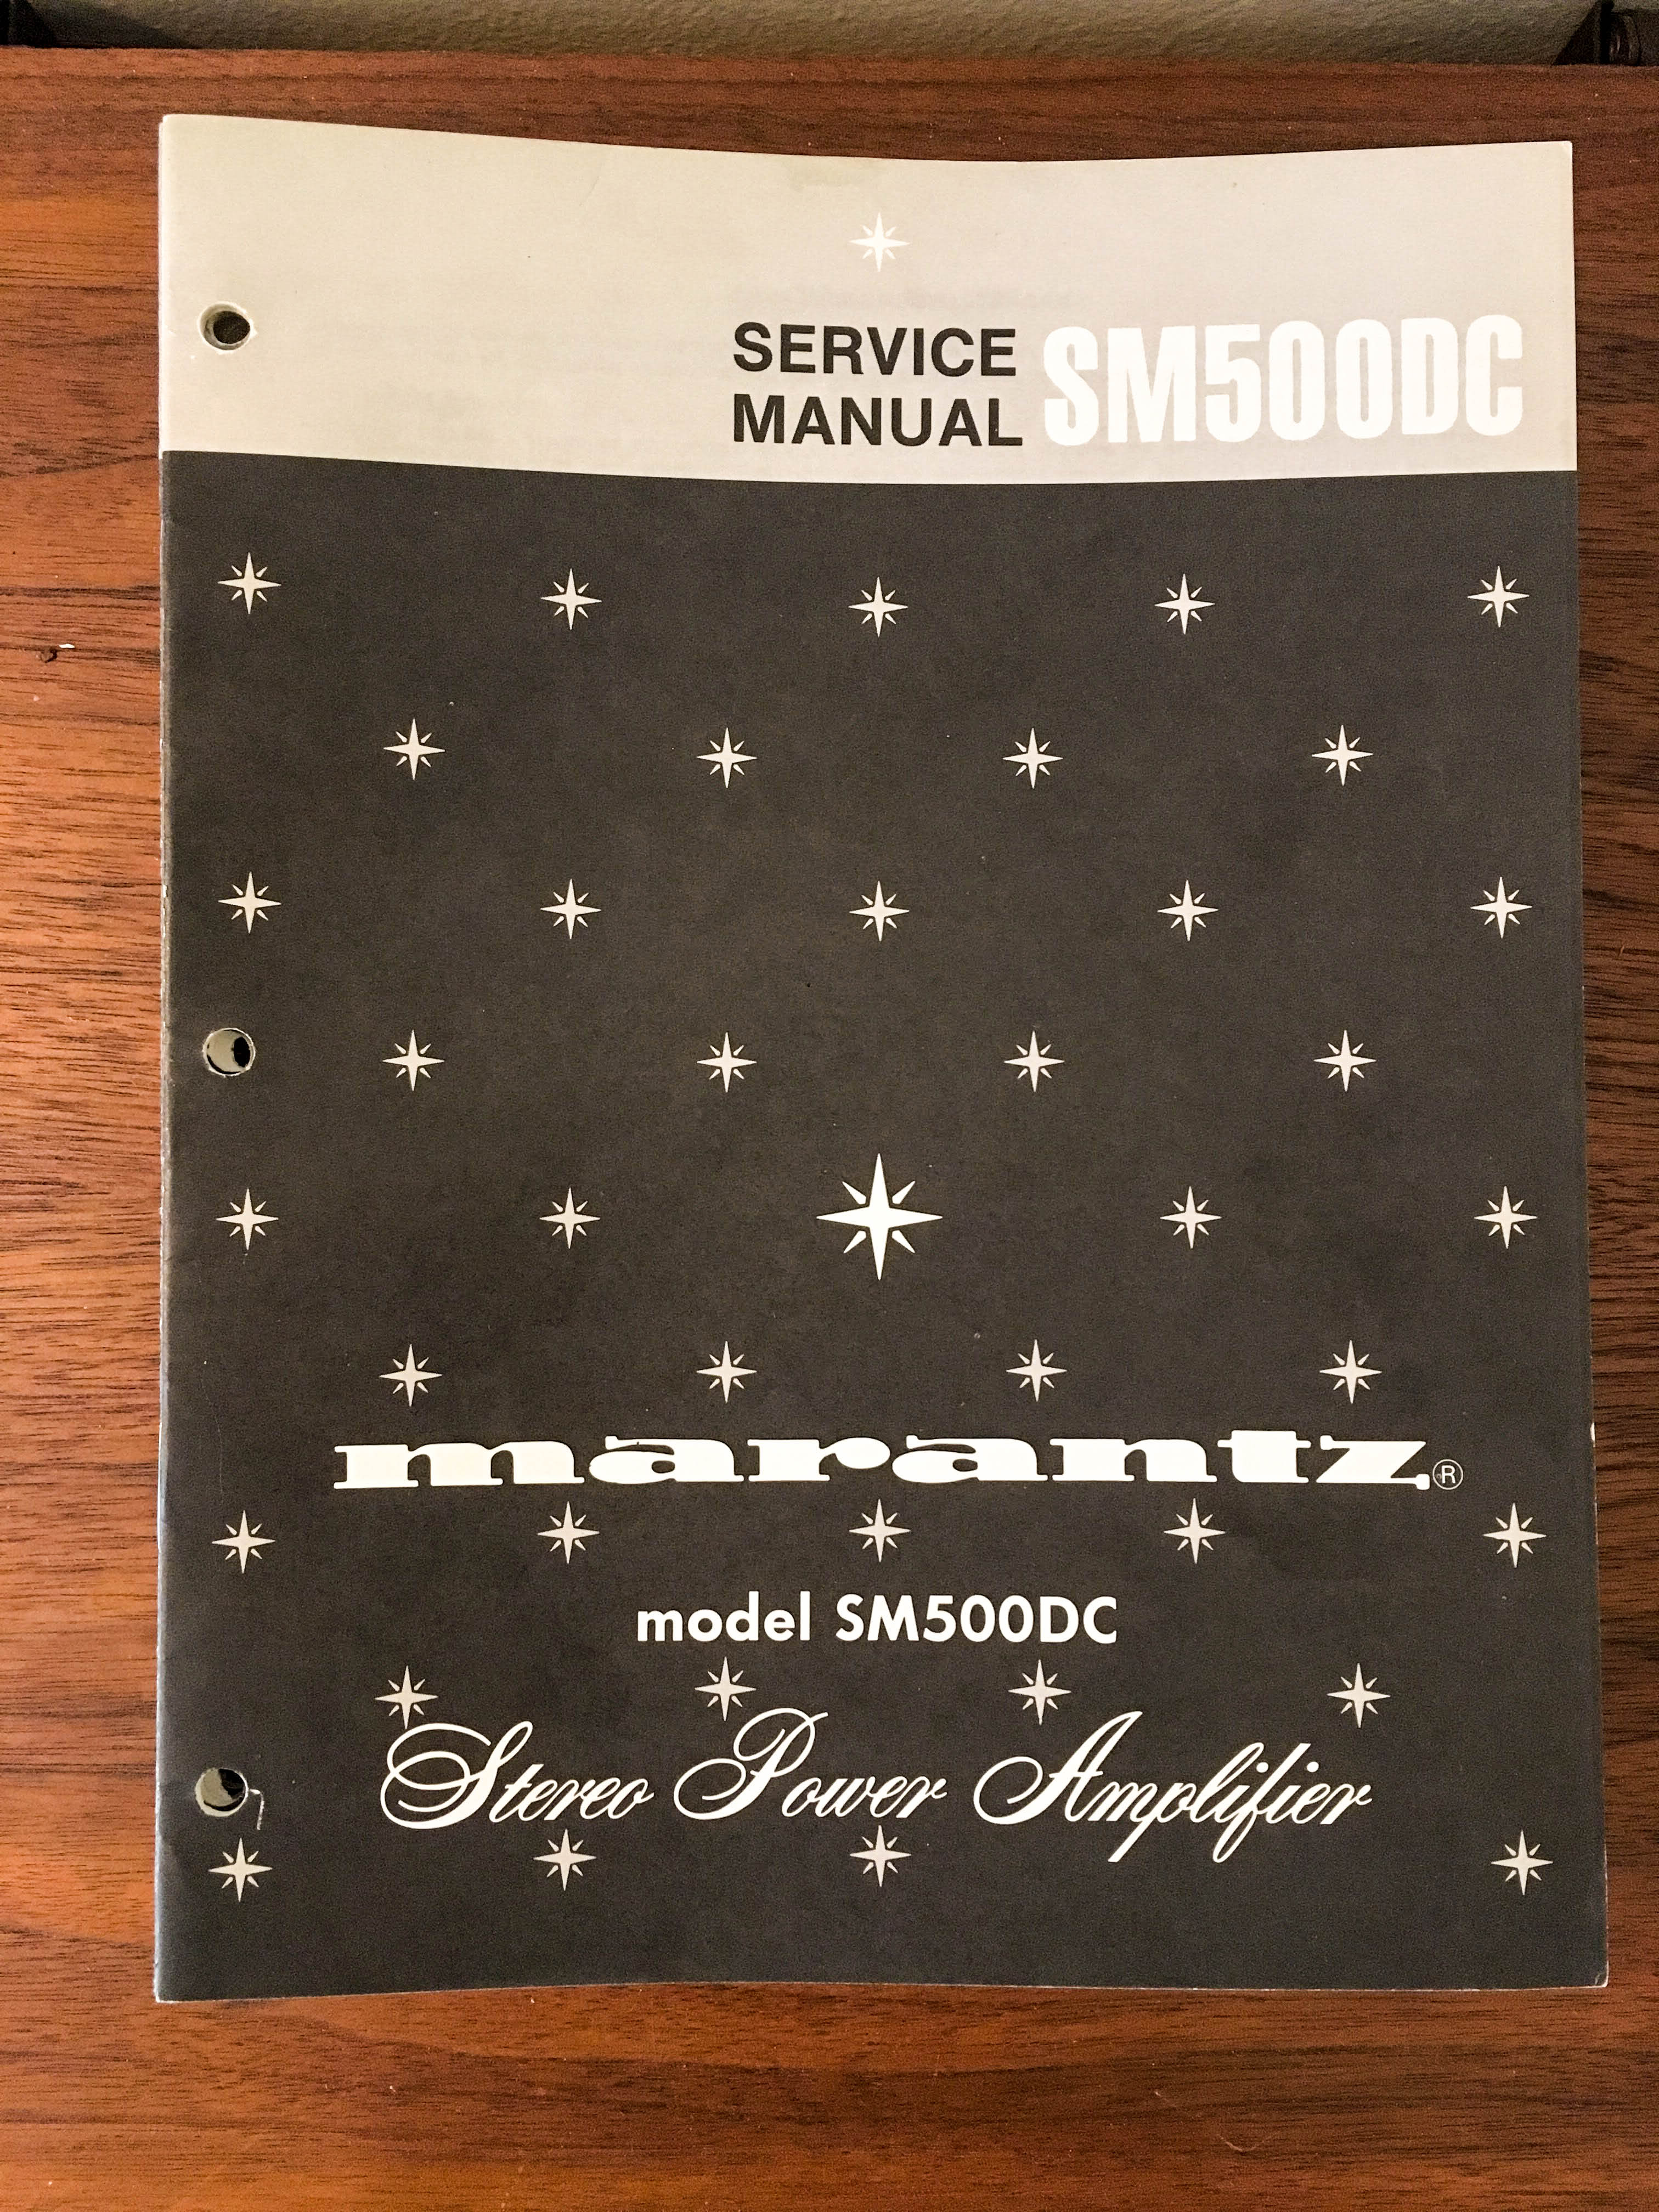 SERVICE
MANUAL SM500DC
marantz®
model SM500DC
Stereo Power Amplifier